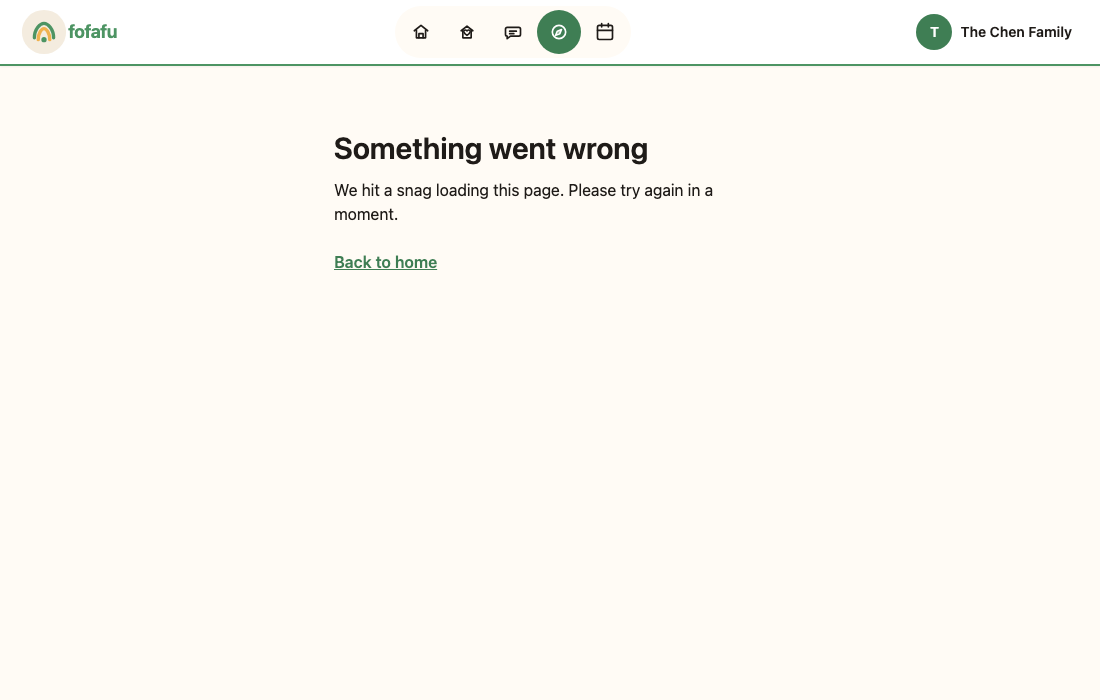 fofafu
T
The Chen Family
Something went wrong
We hit a snag loading this page. Please try again in a
moment.
Back to home